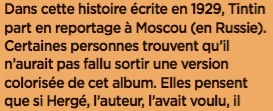 Dans cette histoire écrite en 1929, Tintin
part en reportage à Moscou (en Russie).
Certaines personnes trouvent qu'il
n'aurait pas fallu sortir une version
colorisée de cet album. Elles pensent
que si Hergé, l'auteur, l'avait voulu, il